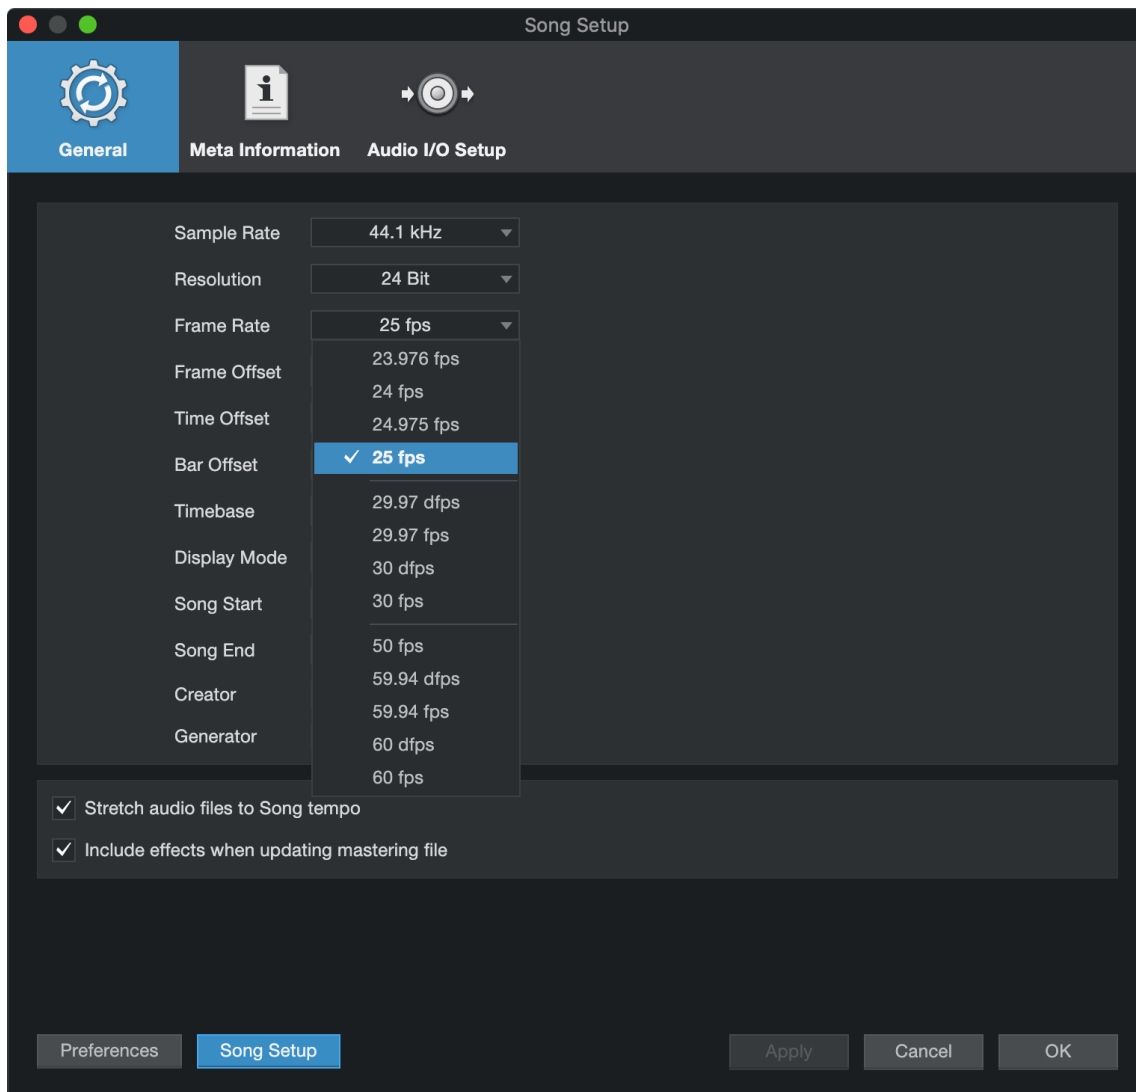 Song Setup
General
Meta Information
Audio I/O Setup
Sample Rate 44.1 kHz
Resolution 24 Bit
Frame Rate 25 fps
23.976 fps
Frame Offset
24 fps
Time Offset
24.975 fps
25 fps
Bar Offset
29.97 dfps
Timebase
29.97 fps
Display Mode
30 dfps
Song Start
30 fps
Song End
50 fps
59.94 dfps
Creator
59.94 fps
Generator
60 dfps
60 fps
Stretch audio files to Song tempo
Include effects when updating mastering file
Preferences
Song Setup
Apply
Cancel
OK